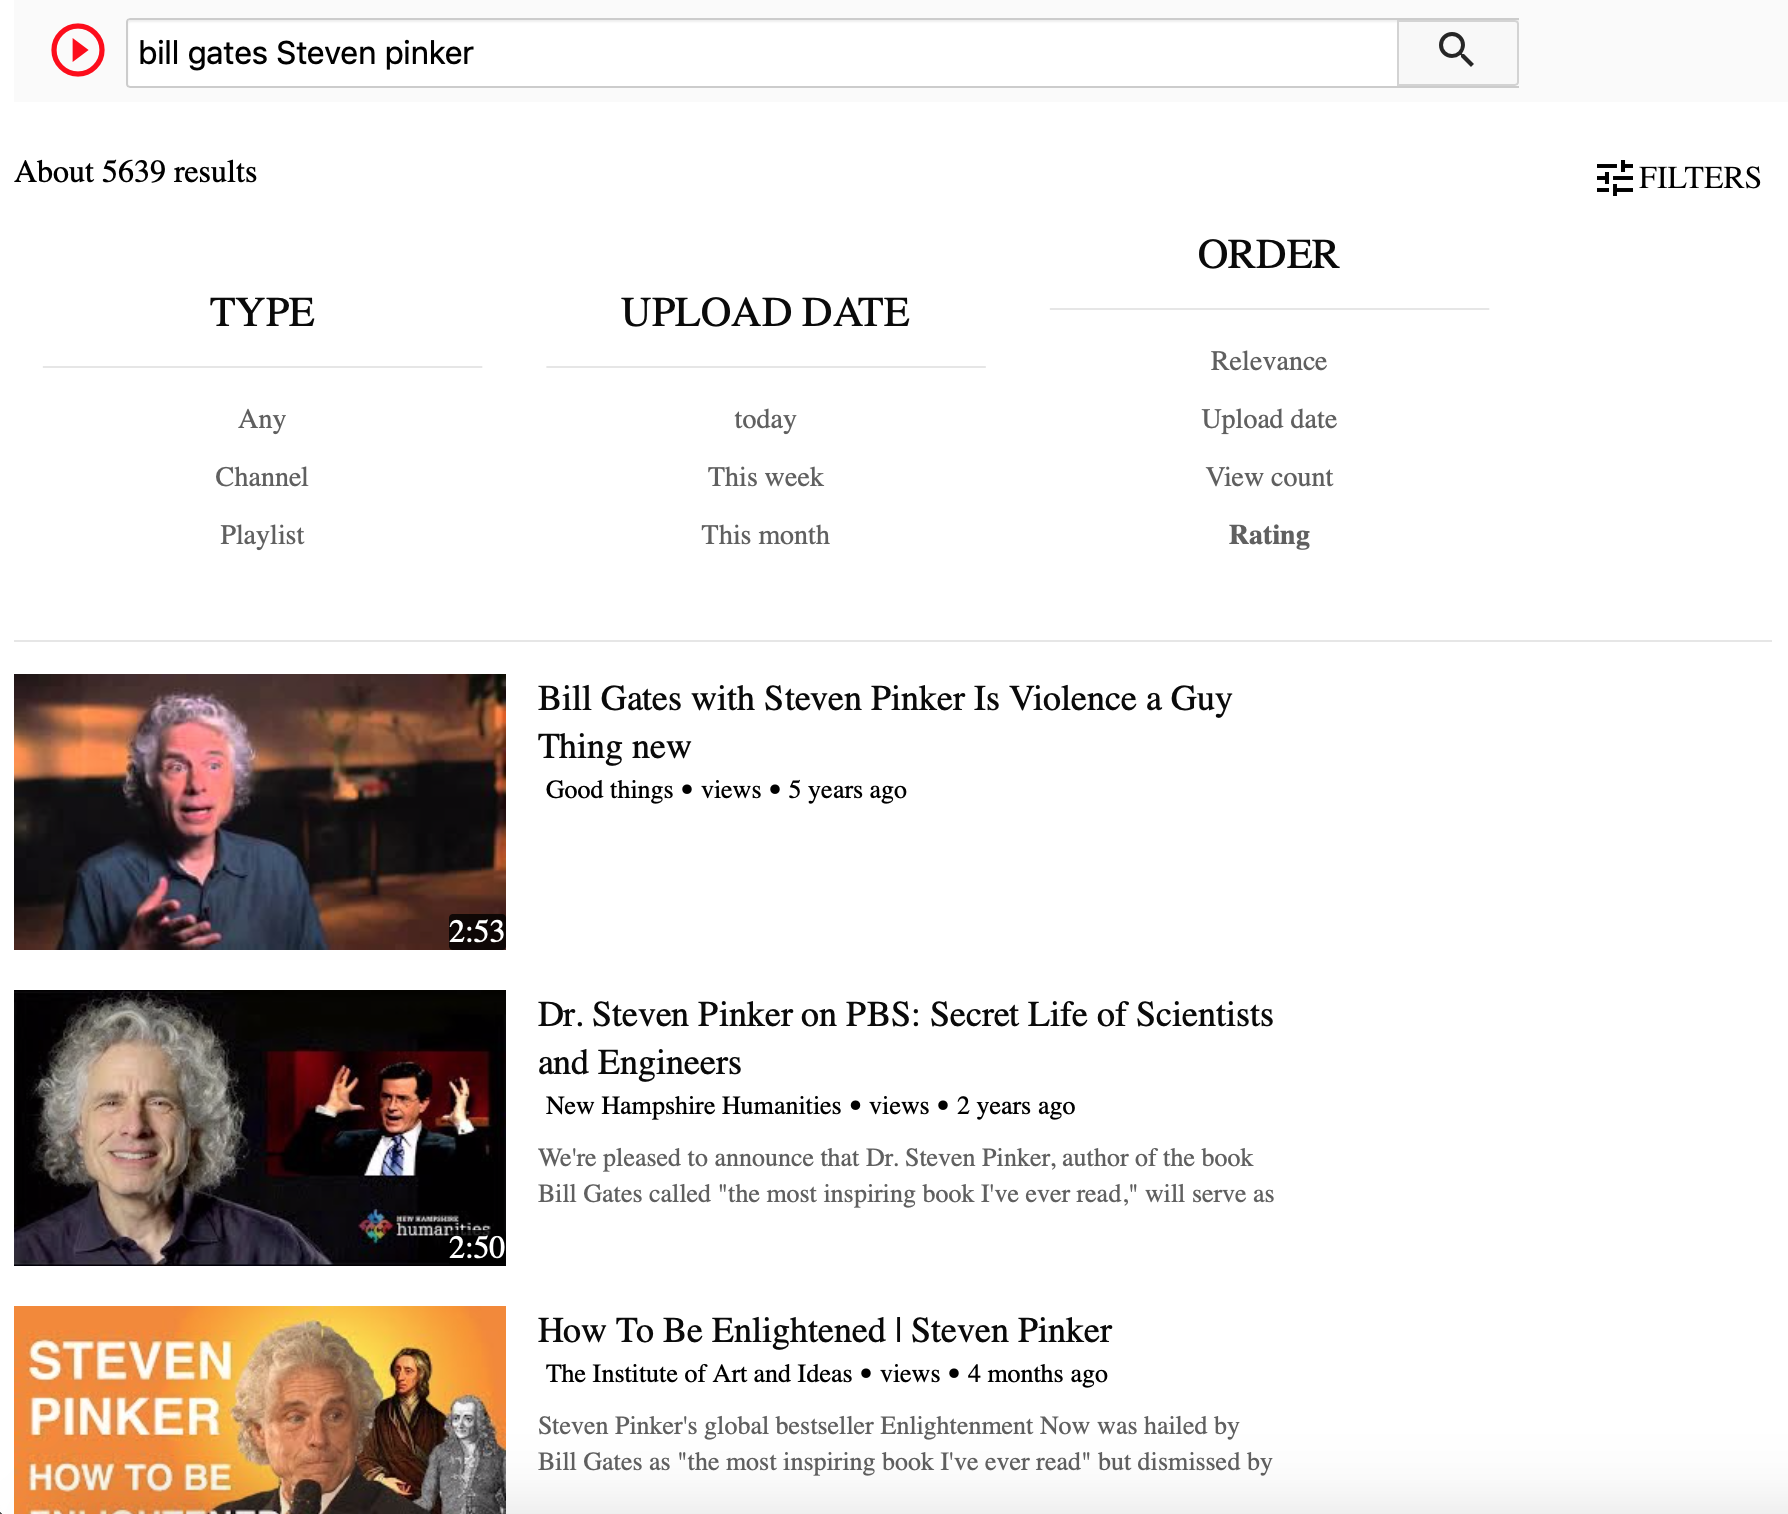 bill gates Steven pinker
About 5639 results
FILTERS
TYPE
Any
Channel
Playlist
UPLOAD DATE
today
This week
This month
ORDER
Relevance
Upload date
View count
Rating
2:53
Bill Gates with Steven Pinker Is Violence a Guy
Thing new
Good things • views • 5 years ago
NEW HAMPSHIRE
humanities
2:50
Dr. Steven Pinker on PBS: Secret Life of Scientists
and Engineers
New Hampshire Humanities • views • 2 years ago
We're pleased to announce that Dr. Steven Pinker, author of the book
Bill Gates called "the most inspiring book I've ever read," will serve as
STEVEN
PINKER
HOW TO BE
How To Be Enlightened | Steven Pinker
The Institute of Art and Ideas • views • 4 months ago
Steven Pinker's global bestseller Enlightenment Now was hailed by
Bill Gates as "the most inspiring book I've ever read" but dismissed by